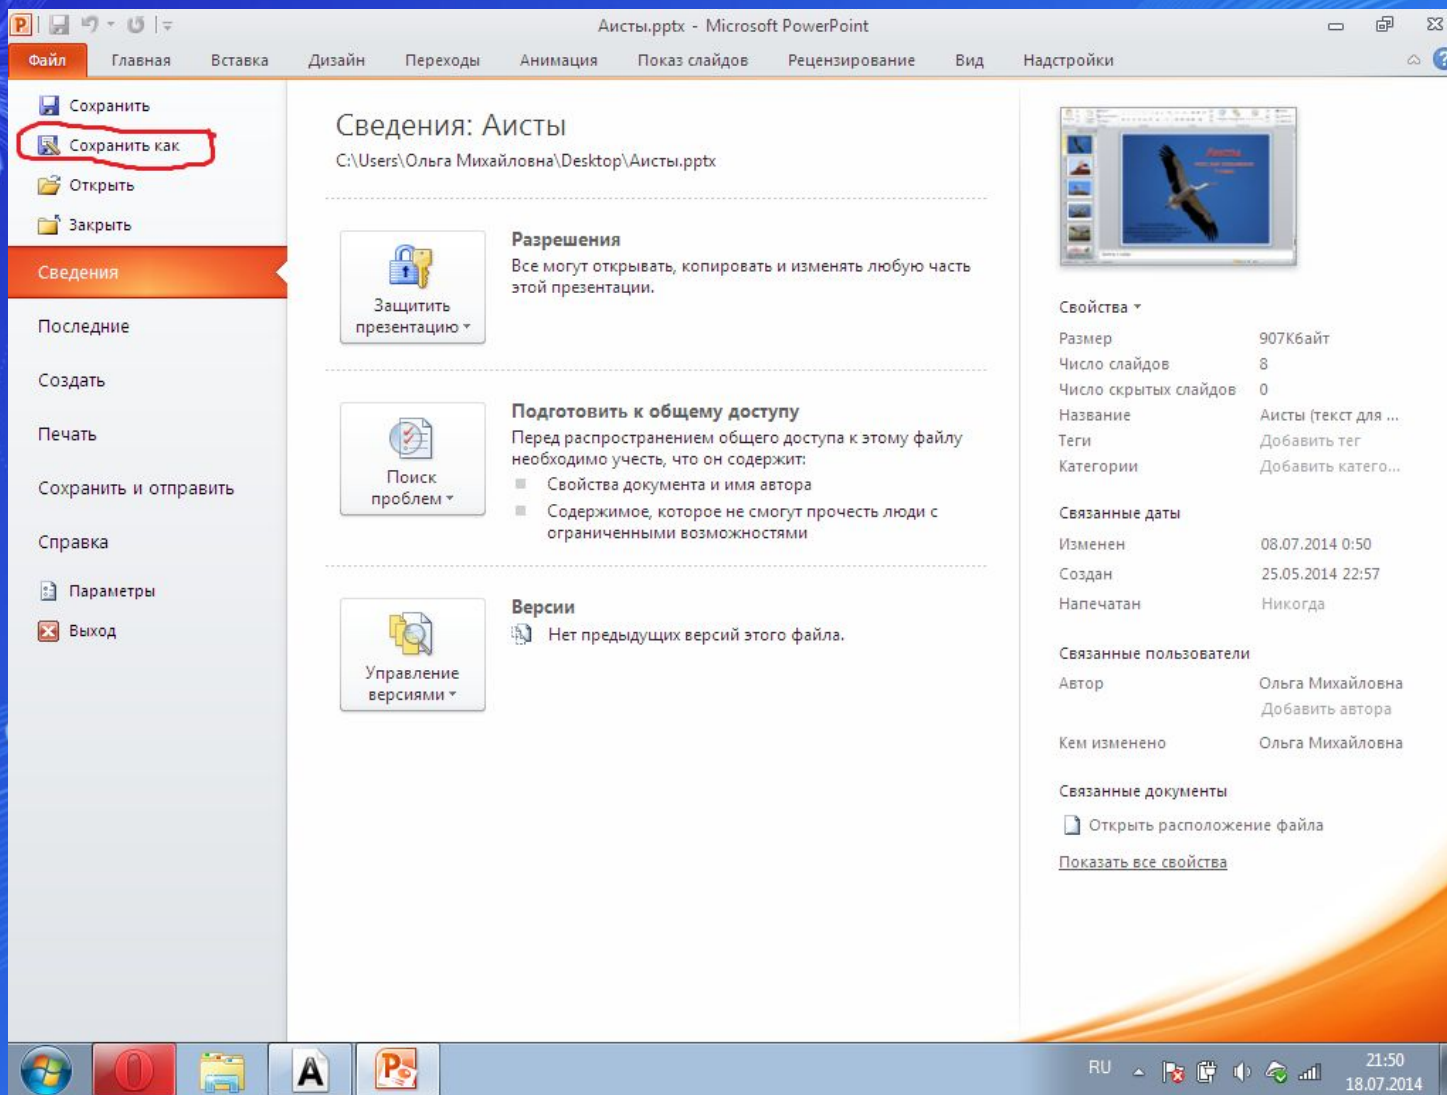 Аисты.pptx - Microsoft PowerPoint
Файл Главная Вставка Дизайн Переходы Анимация Показ слайдов Рецензирование Вид Надстройки
Сохранить
Сохранить как
Открыть
Закрыть
Сведения
Последние
Создать
Печать
Сохранить и отправить
Справка
Параметры
Выход
Сведения: Аисты
C:\Users\Ольга Михайловна\Desktop\Аисты.pptx
Защитить
презентацию
Разрешения
Все могут открывать, копировать и изменять любую часть
этой презентации.
Поиск
проблем
Подготовить к общему доступу
Перед распространением общего доступа к этому файлу
необходимо учесть, что он содержит:
Свойства документа и имя автора
Содержимое, которое не смогут прочесть люди с
ограниченными возможностями
Управление
версиями
Версии
Нет предыдущих версий этого файла.
Аисты
Свойства
Размер 907Кбайт
Число слайдов 8
Число скрытых слайдов 0
Название Аисты (текст для ...
Теги Добавить тег
Категории Добавить катего...
Связанные даты
Изменен 08.07.2014 0:50
Создан 25.05.2014 22:57
Напечатан Никогда
Связанные пользователи
Автор Ольга Михайловна
Добавить автора
Кем изменено Ольга Михайловна
Связанные документы
Открыть расположение файла
Показать все свойства
RU
21:50
18.07.2014